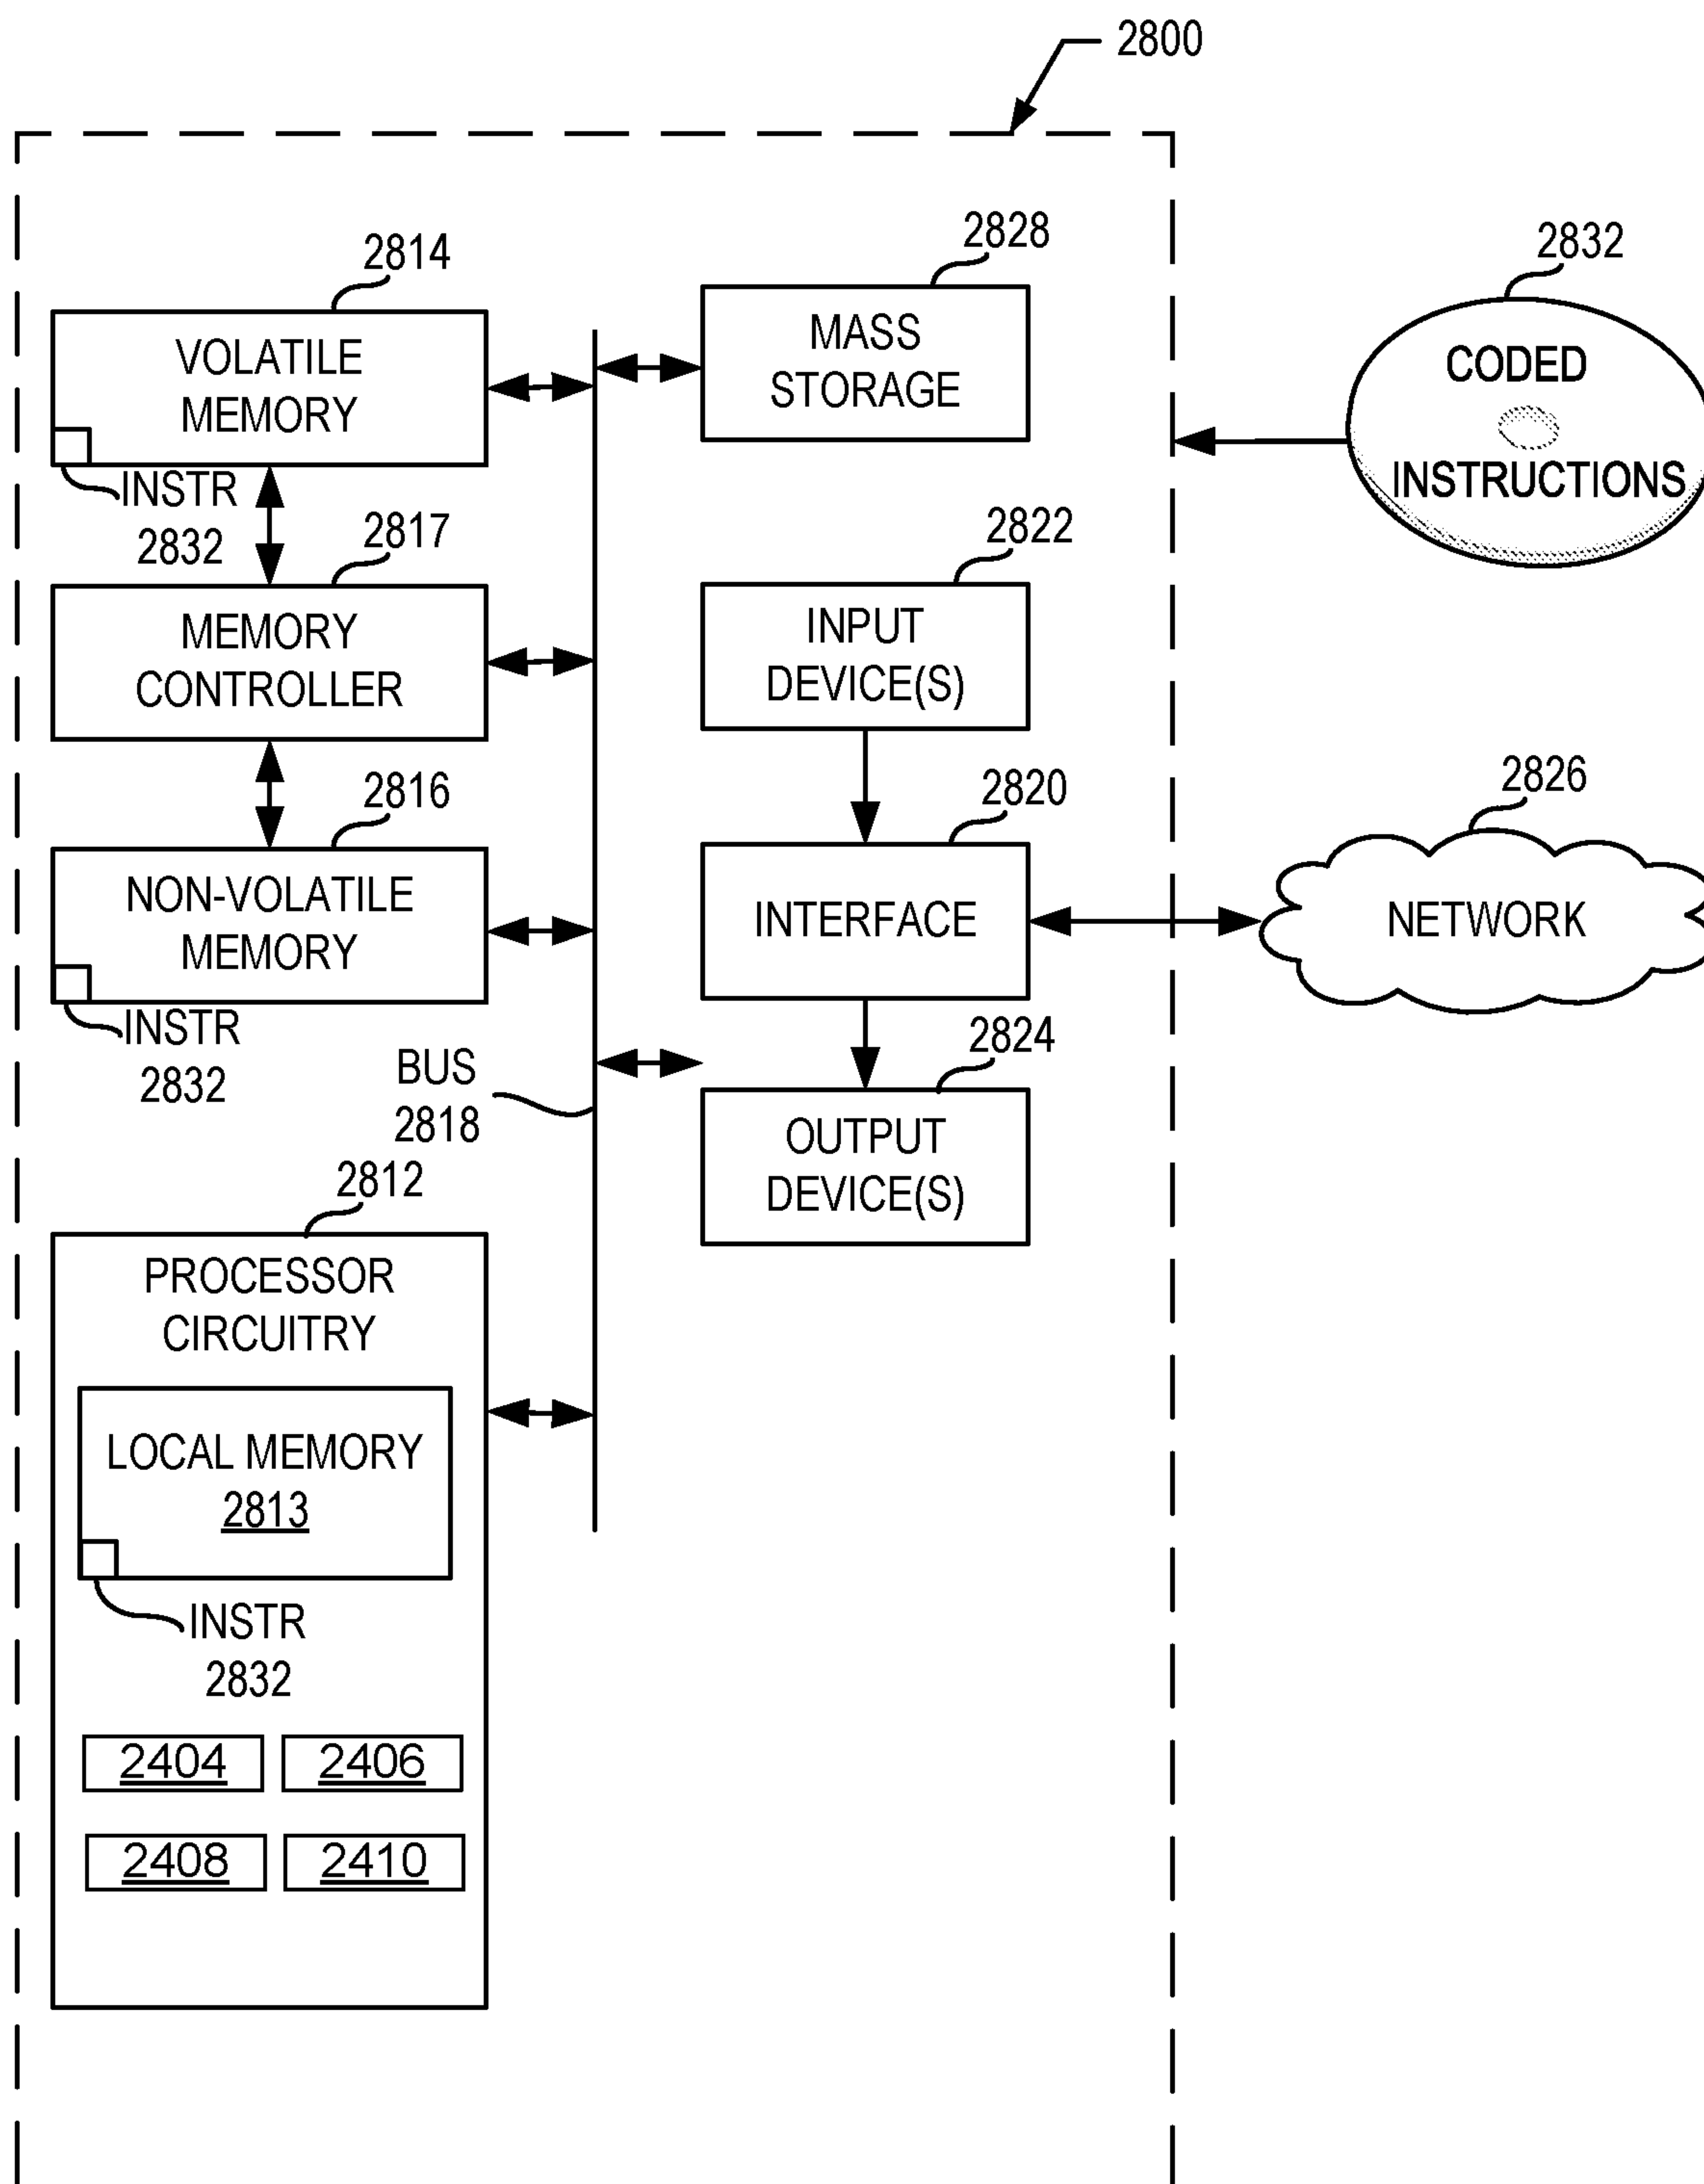 2800
2814
VOLATILE
MEMORY
INSTR
2832
2817
MEMORY
CONTROLLER
2816
NON-VOLATILE
MEMORY
INSTR
2832
BUS
2818
2812
PROCESSOR
CIRCUITRY
LOCAL MEMORY
2813
INSTR
2832
2404 2406
2408 2410
2828
MASS
STORAGE
2822
INPUT
DEVICE(S)
2820
INTERFACE
2824
OUTPUT
DEVICE(S)
2832
CODED
INSTRUCTIONS
2826
NETWORK